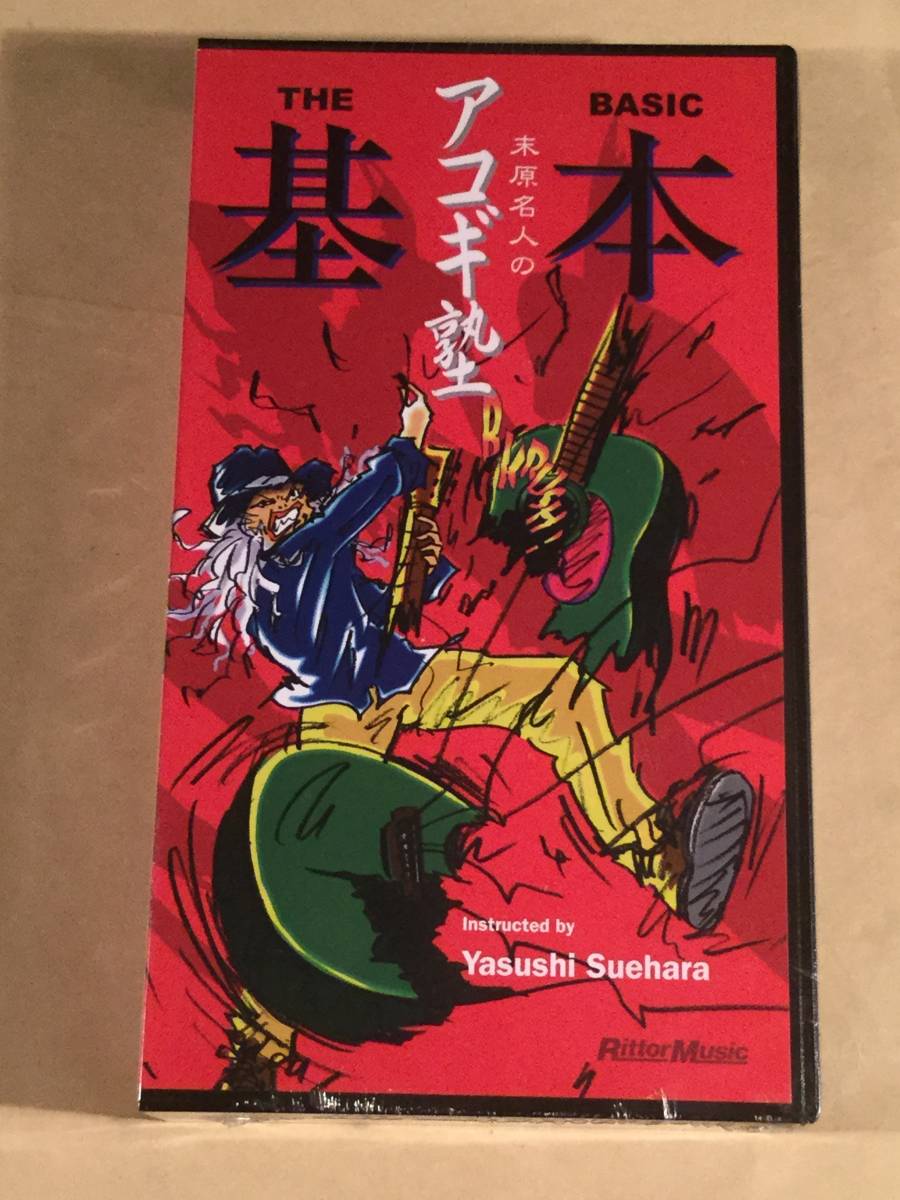 THE
BASIC
基本
末原名人の
アコギ塾
Instructed by
Yasushi Suehara
RittorMusic